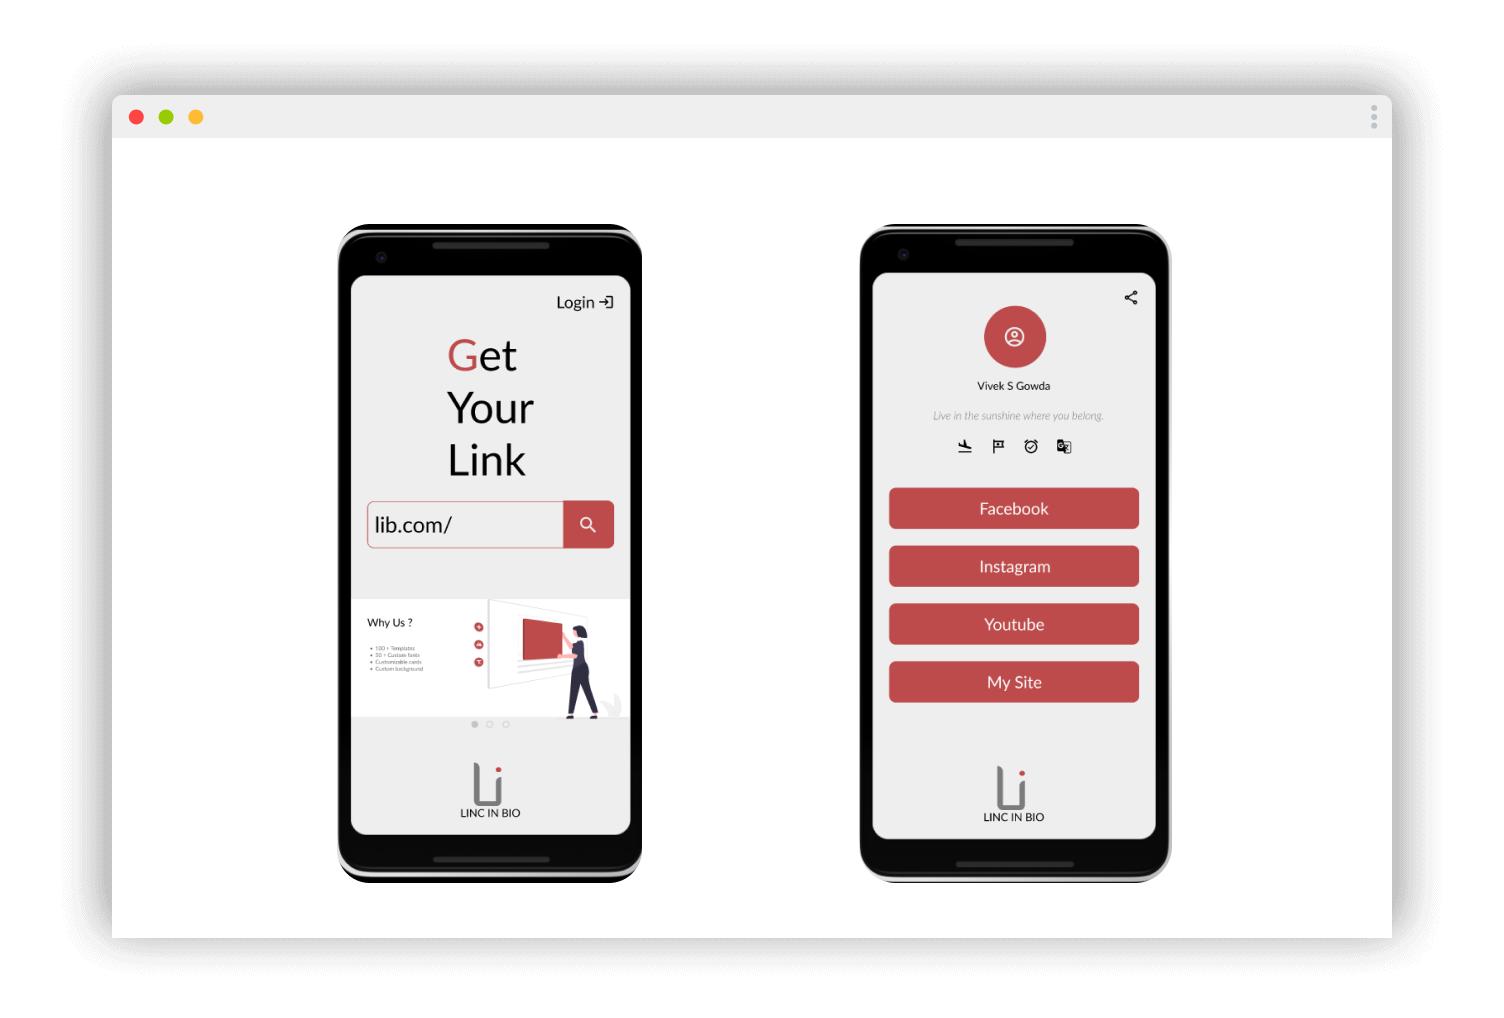 Login
Get
Your
Link
lib.com/
Why Us ?
100 + Templates
50 + Custom fonts
Customizable cards
Custom background
LINC IN BIO
Vivek S Gowda
Live in the sunshine where you belong.
Facebook
Instagram
Youtube
My Site
LINC IN BIO